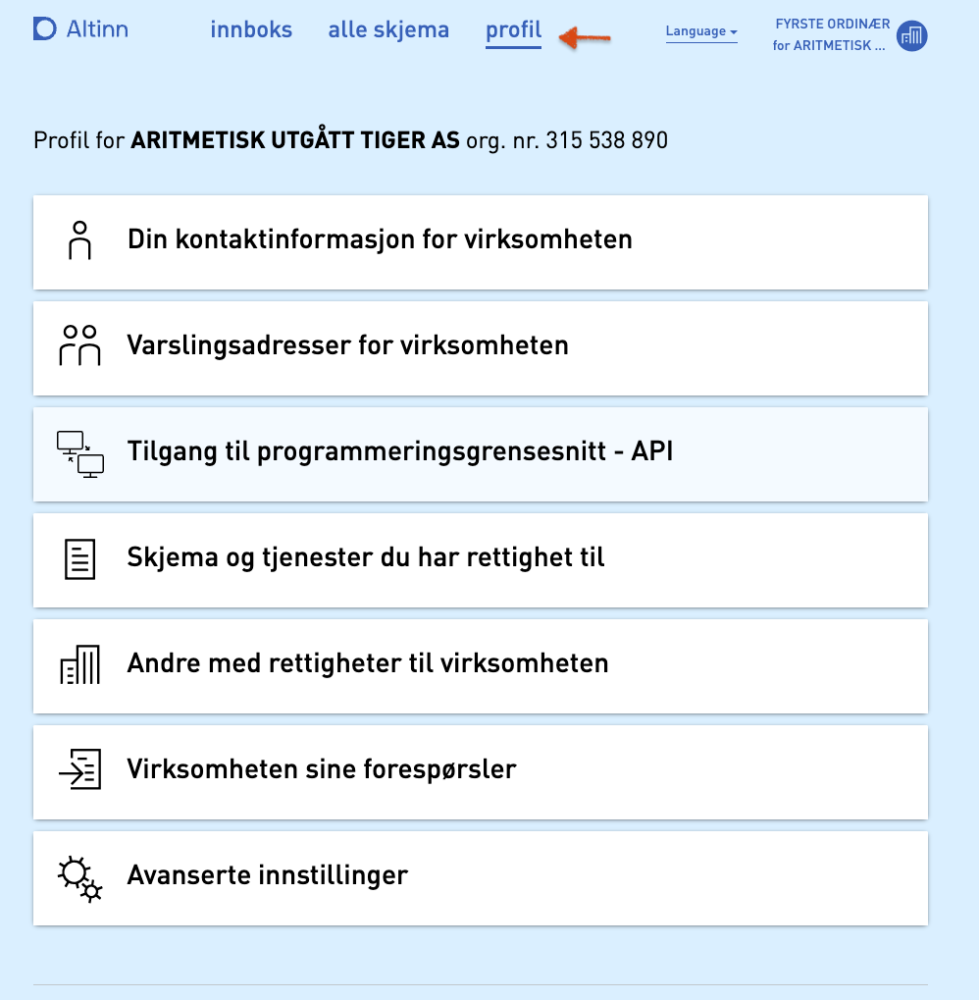 Altinn
innboks
alle skjema
profil
Language
FYRSTE ORDINÆR
for ARITMETISK ...
Profil for ARITMETISK UTGÅTT TIGER AS org. nr. 315 538 890
Din kontaktinformasjon for virksomheten
Varslingsadresser for virksomheten
Tilgang til programmeringsgrensesnitt - API
Skjema og tjenester du har rettighet til
Andre med rettigheter til virksomheten
Virksomheten sine forespørsler
Avanserte innstillinger